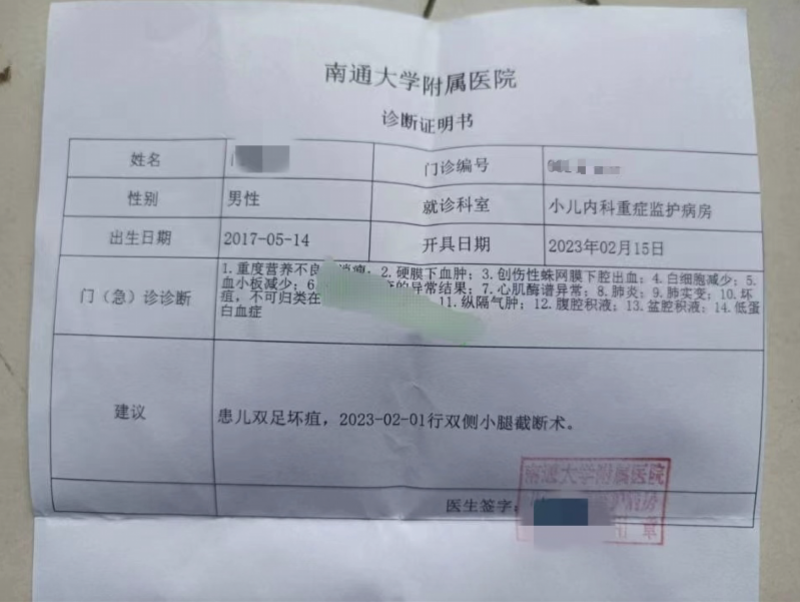 南通大学附属医院
诊断证明书
姓名 门诊编号
性别 男性 就诊科室 小儿内科重症监护病房
出生日期 2017-05-14 开具日期 2023年02月15日
门（急）诊诊断
1.重度营养不良 消瘦；2.硬膜下血肿；3.创伤性蛛网膜下腔出血；4.白细胞减少；5.
血小板减少；6 的异常结果；7.心肌酶谱异常；8.肺炎；9.肺实变；10.坏
疽，不可归类在 11.纵隔气肿；12.腹腔积液；13.盆腔积液；14.低蛋
白血症
建议
患儿双足坏疽，2023-02-01行双侧小腿截断术。
南通大学附属医院
医生签字：
章